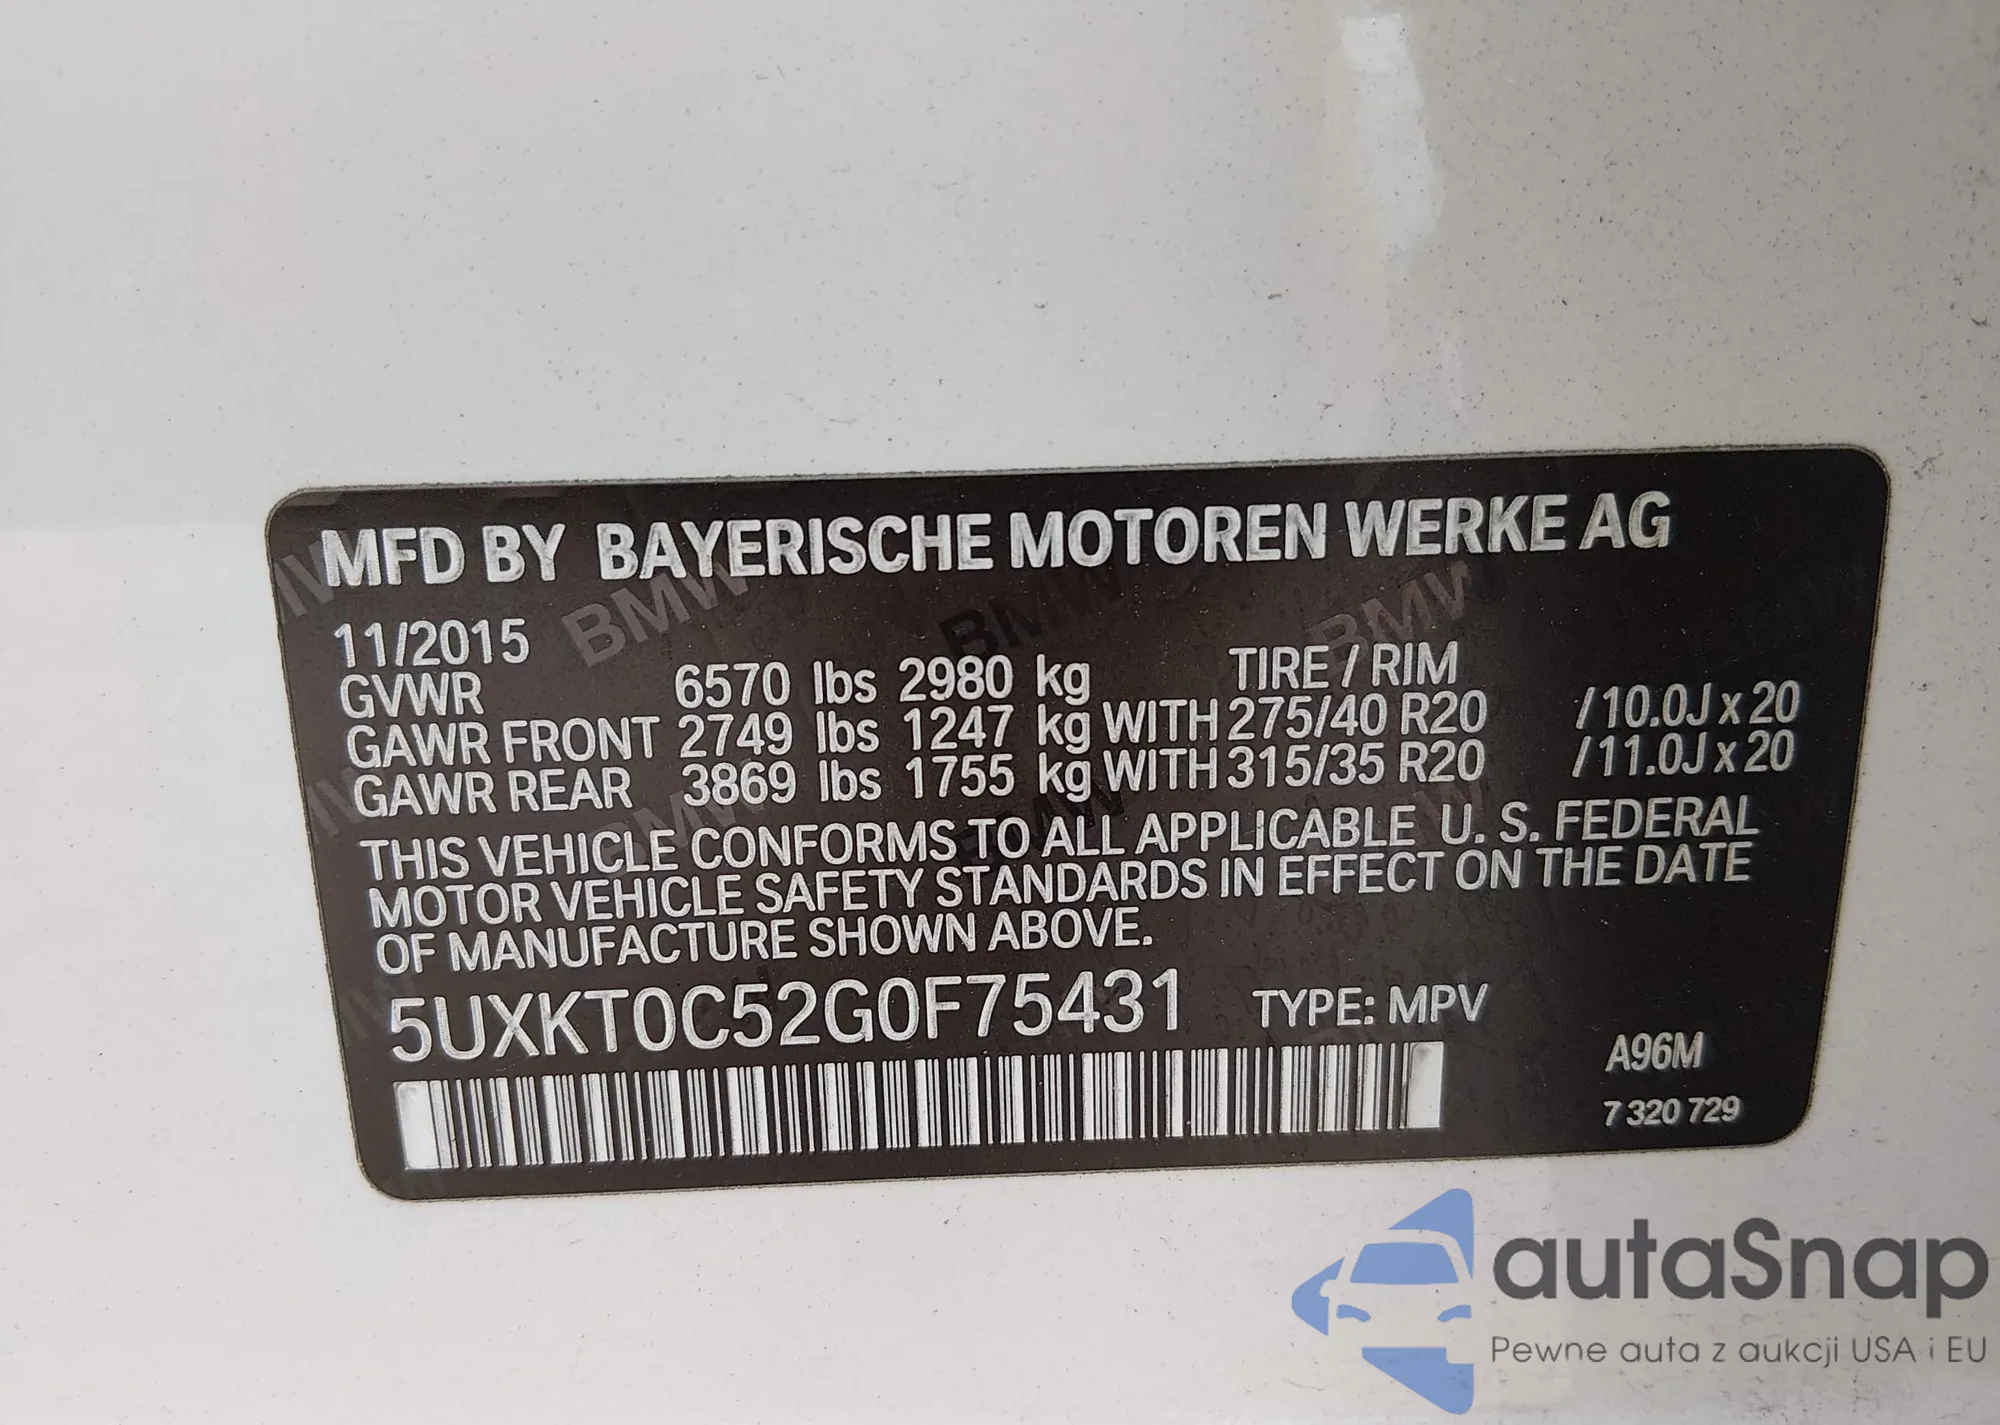 MFD BY BAYERISCHE MOTOREN WERKE AG
11/2015
GVWR 6570 lbs 2980 kg TIRE / RIM
GAWR FRONT 2749 lbs 1247 kg WITH 275/40 R20 / 10.0J x 20
GAWR REAR 3869 lbs 1755 kg WITH 315/35 R20 / 11.0J x 20
THIS VEHICLE CONFORMS TO ALL APPLICABLE U. S. FEDERAL
MOTOR VEHICLE SAFETY STANDARDS IN EFFECT ON THE DATE
OF MANUFACTURE SHOWN ABOVE.
5UXKT0C52G0F75431 TYPE: MPV
A96M
7 320 729
autaSnap
Pewne auta z aukcji USA i EU